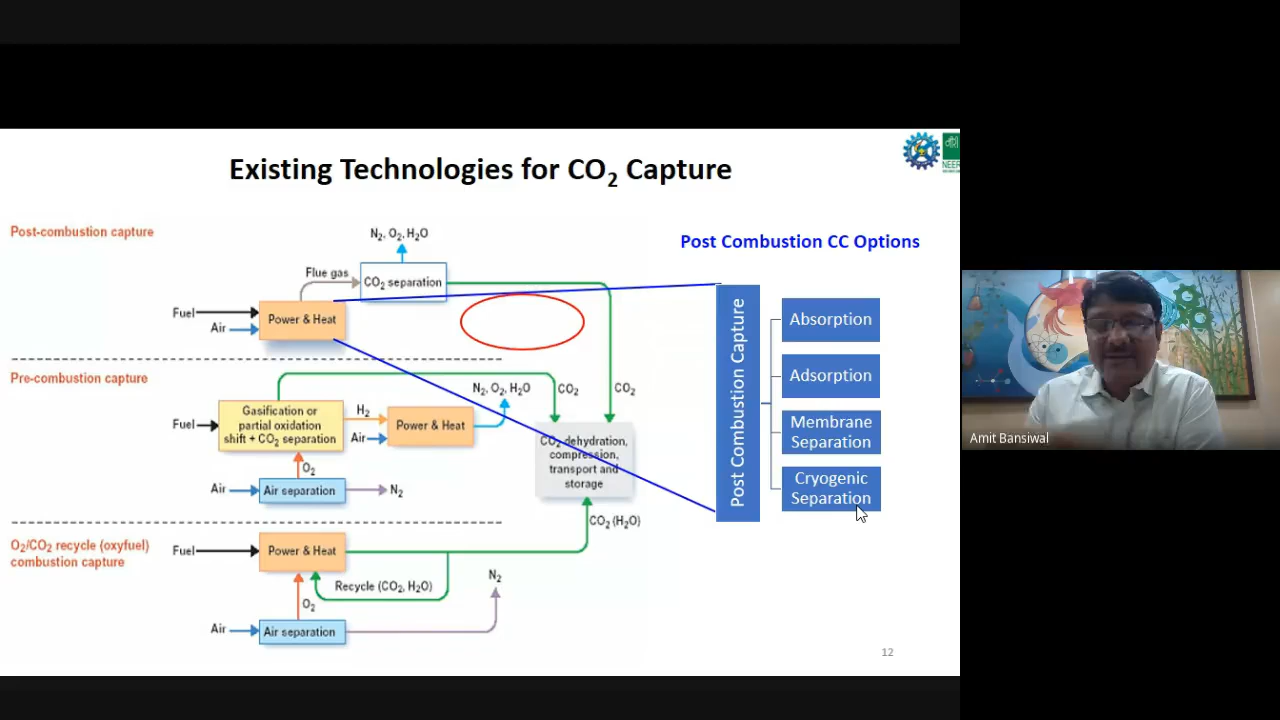 Existing Technologies for CO₂ Capture
Post-combustion capture
N₂, O₂, H₂O
Flue gas
CO₂ separation
Fuel
Air
Power & Heat
CO₂
Pre-combustion capture
N₂, O₂, H₂O
CO₂
Fuel
Gasification or
partial oxidation
shift + CO₂ separation
H₂
Air
Power & Heat
O₂
Air
Air separation
N₂
CO₂ dehydration,
compression,
transport and
storage
CO₂ (H₂O)
O₂/CO₂ recycle (oxyfuel)
combustion capture
Fuel
Power & Heat
Recycle (CO₂, H₂O)
N₂
O₂
Air
Air separation
Post Combustion CC Options
Post Combustion Capture
Absorption
Adsorption
Membrane
Separation
Cryogenic
Separation
12
Amit Bansiwal